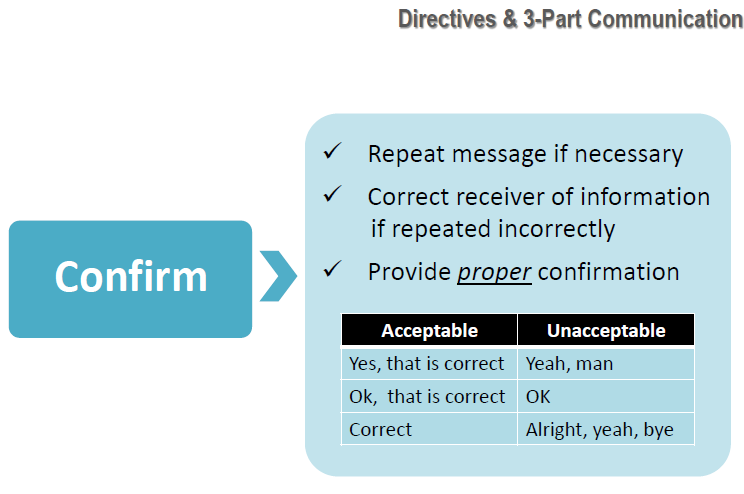 Directives & 3-Part Communication
Confirm
✓ Repeat message if necessary
✓ Correct receiver of information
if repeated incorrectly
✓ Provide proper confirmation
Acceptable Unacceptable
Yes, that is correct Yeah, man
Ok, that is correct OK
Correct Alright, yeah, bye